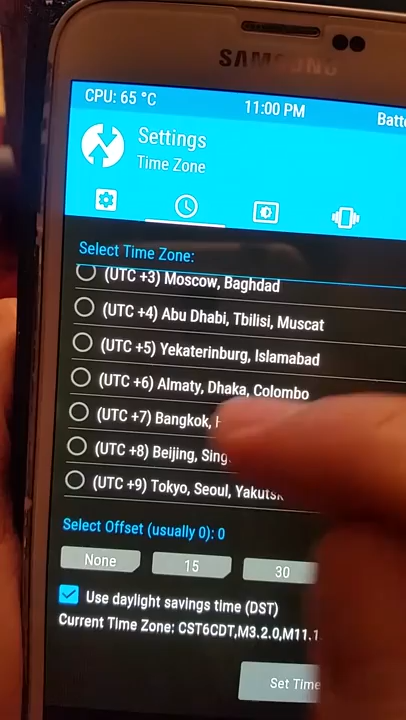 SAMSUNG
CPU: 65 °C
11:00 PM
Batte
Settings
Time Zone
Select Time Zone:
(UTC +3) Moscow, Baghdad
(UTC +4) Abu Dhabi, Tbilisi, Muscat
(UTC +5) Yekaterinburg, Islamabad
(UTC +6) Almaty, Dhaka, Colombo
(UTC +7) Bangkok,
(UTC +8) Beijing, Sing
(UTC +9) Tokyo, Seoul, Yakutsk
Select Offset (usually 0): 0
None
15
30
Use daylight savings time (DST)
Current Time Zone: CST6CDT,M3.2.0,M11.1
Set Time